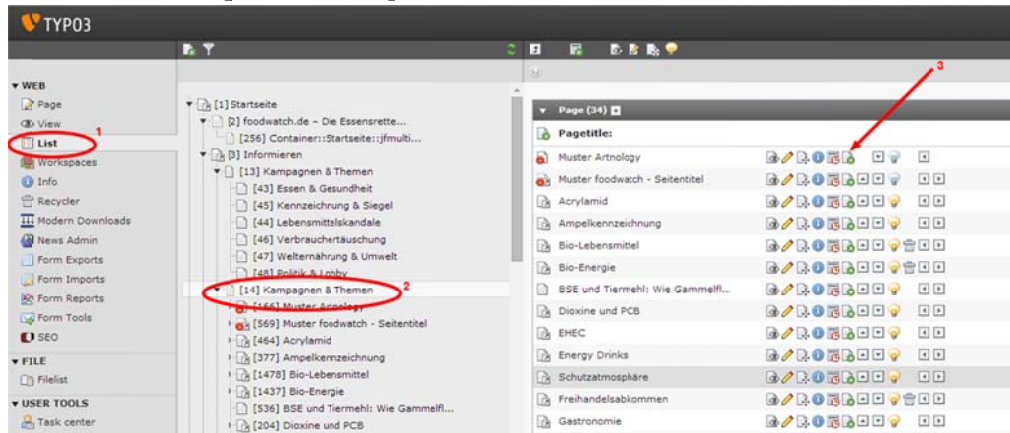 TYPO3
WEB
Page
View
List
1
Workspaces
Info
Recycler
Modern Downloads
News Admin
Form Exports
Form Imports
Form Reports
Form Tools
SEO
FILE
Filelist
USER TOOLS
Task center
[1]Startseite
[2] foodwatch.de – Die Essensrette...
[256] Container::Startseite::jfmulti...
[3] Informieren
[13] Kampagnen & Themen
[43] Essen & Gesundheit
[45] Kennzeichnung & Siegel
[44] Lebensmittelskandale
[46] Verbrauchertäuschung
[47] Welternährung & Umwelt
[48] Politik & Lobby
[14] Kampagnen & Themen
2
[166] Muster Artnology
[569] Muster foodwatch - Seitentitel
[464] Acrylamid
[377] Ampelkennzeichnung
[1478] Bio-Lebensmittel
[1437] Bio-Energie
[536] BSE und Tiermehl: Wie Gammelfl...
[204] Dioxine und PCB
3
Page (34)
Pagetitle:
Muster Artnology
Muster foodwatch - Seitentitel
Acrylamid
Ampelkennzeichnung
Bio-Lebensmittel
Bio-Energie
BSE und Tiermehl: Wie Gammelfl...
Dioxine und PCB
EHEC
Energy Drinks
Schutzatmosphäre
Freihandelsabkommen
Gastronomie